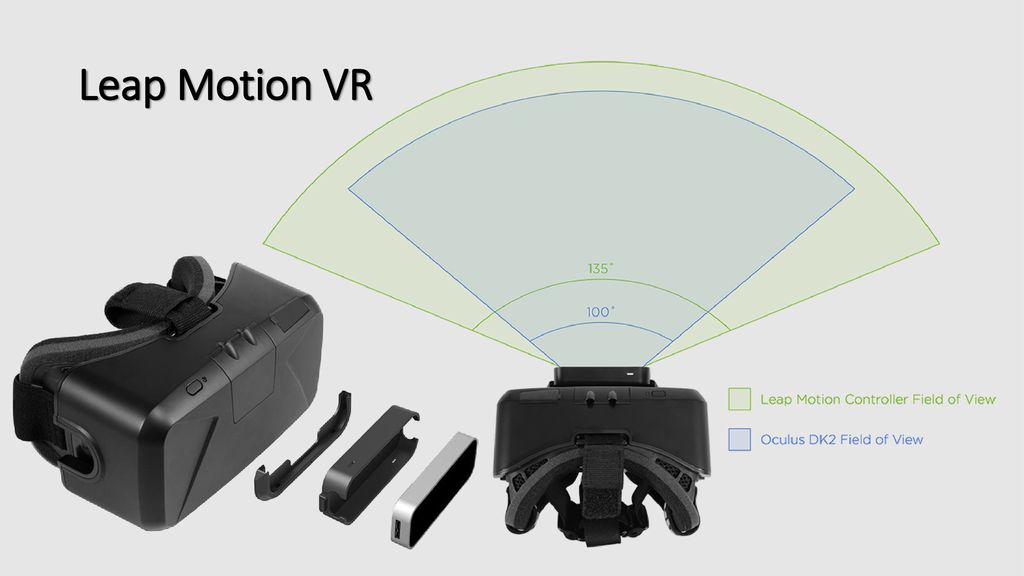 Leap Motion VR
135°
100°
Leap Motion Controller Field of View
Oculus DK2 Field of View